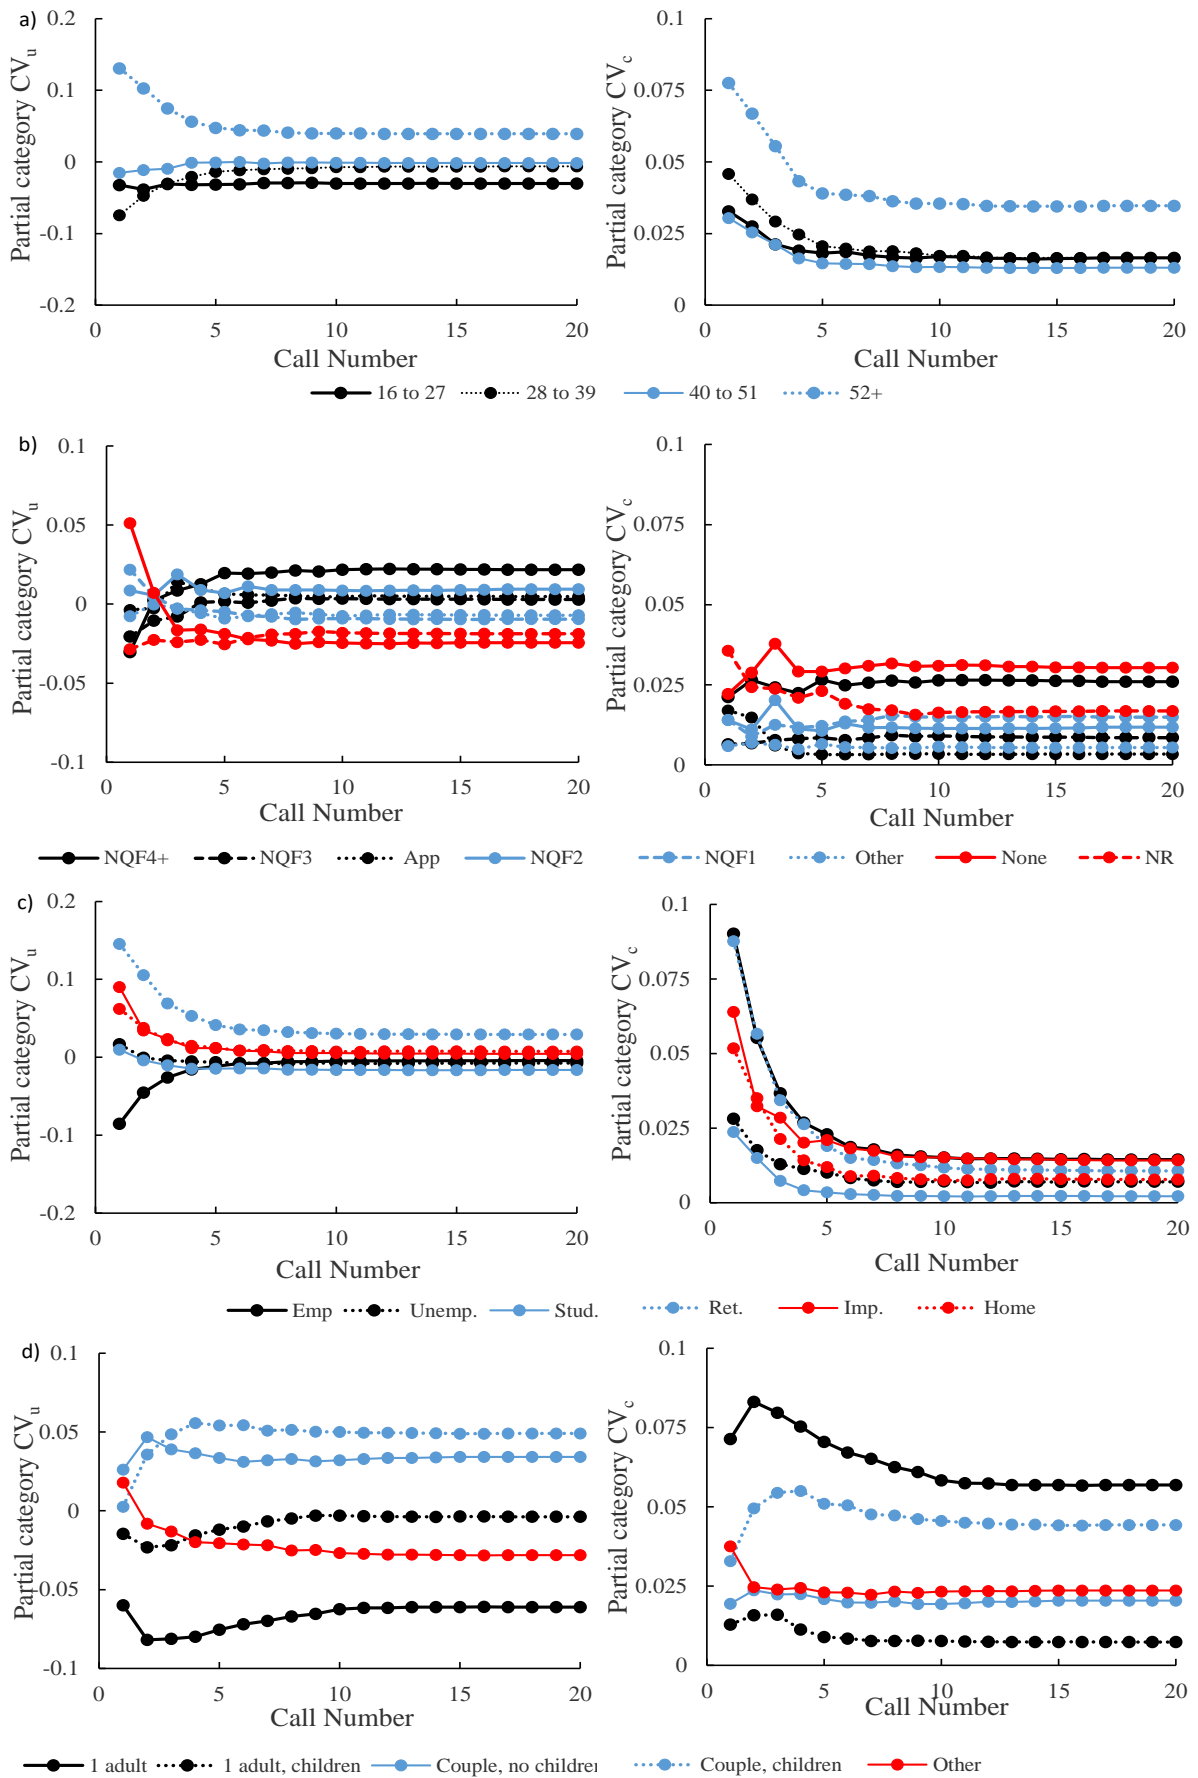 a)
Partial category CVu
0.2
0.1
0
-0.1
-0.2
0 5 10 15 20
Call Number
Partial category CVc
0.1
0.075
0.05
0.025
0
0 5 10 15 20
Call Number
16 to 27 28 to 39 40 to 51 52+
b)
Partial category CVu
0.1
0.05
0
-0.05
-0.1
0 5 10 15 20
Call Number
Partial category CVc
0.1
0.075
0.05
0.025
0
0 5 10 15 20
Call Number
NQF4+ NQF3 App NQF2 NQF1 Other None NR
c)
Partial category CVu
0.2
0.1
0
-0.1
-0.2
0 5 10 15 20
Call Number
Partial category CVc
0.1
0.075
0.05
0.025
0
0 5 10 15 20
Call Number
Emp Unemp. Stud. Ret. Imp. Home
d)
Partial category CVu
0.1
0.05
0
-0.05
-0.1
0 5 10 15 20
Call Number
Partial category CVc
0.1
0.075
0.05
0.025
0
0 5 10 15 20
Call Number
1 adult 1 adult, children Couple, no children Couple, children Other